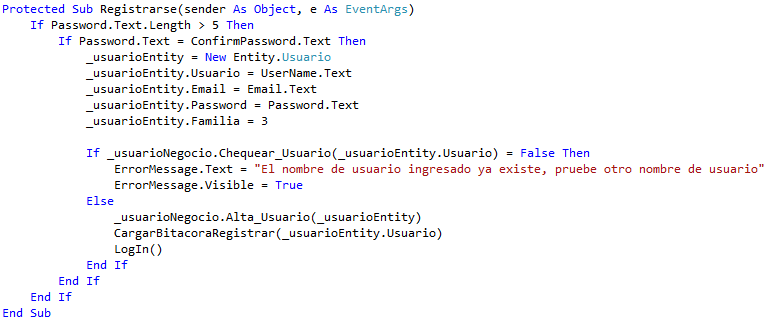 Protected Sub Registrarse(sender As Object, e As EventArgs)
    If Password.Text.Length > 5 Then
        If Password.Text = ConfirmPassword.Text Then
            _usuarioEntity = New Entity.Usuario
            _usuarioEntity.Usuario = UserName.Text
            _usuarioEntity.Email = Email.Text
            _usuarioEntity.Password = Password.Text
            _usuarioEntity.Familia = 3

            If _usuarioNegocio.Chequear_Usuario(_usuarioEntity.Usuario) = False Then
                ErrorMessage.Text = "El nombre de usuario ingresado ya existe, pruebe otro nombre de usuario"
                ErrorMessage.Visible = True
            Else
                _usuarioNegocio.Alta_Usuario(_usuarioEntity)
                CargarBitacoraRegistrar(_usuarioEntity.Usuario)
                LogIn()
            End If
        End If
    End If
End Sub